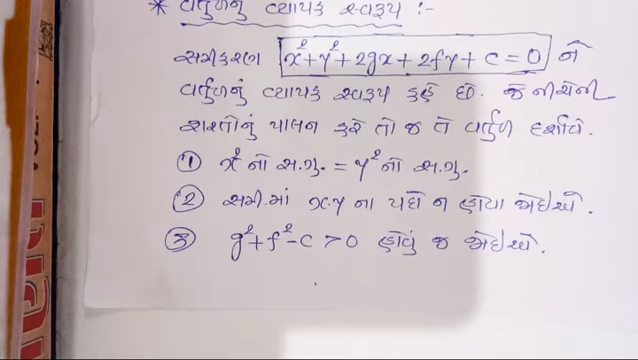 * વર્તુળનું વ્યાપક સ્વરૂપ :-
સમીકરણ x²+y²+2gx+2fy+c=0 ને
વર્તુળનું વ્યાપક સ્વરૂપ કહે છે. જે નીચેની
શરતોનું પાલન કરે તો જ તે વર્તુળ દર્શાવે.
① x² નો સ.ગુ. = y² નો સ.ગુ.
② સમી.માં x.y ના પદો ન હોવા જોઈએ.
③ g²+f²-c > 0 હોવું જ જોઈએ.